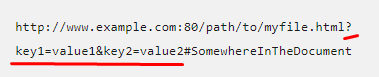 http://www.example.com:80/path/to/myfile.html?
key1=value1&key2=value2#SomewhereInTheDocument